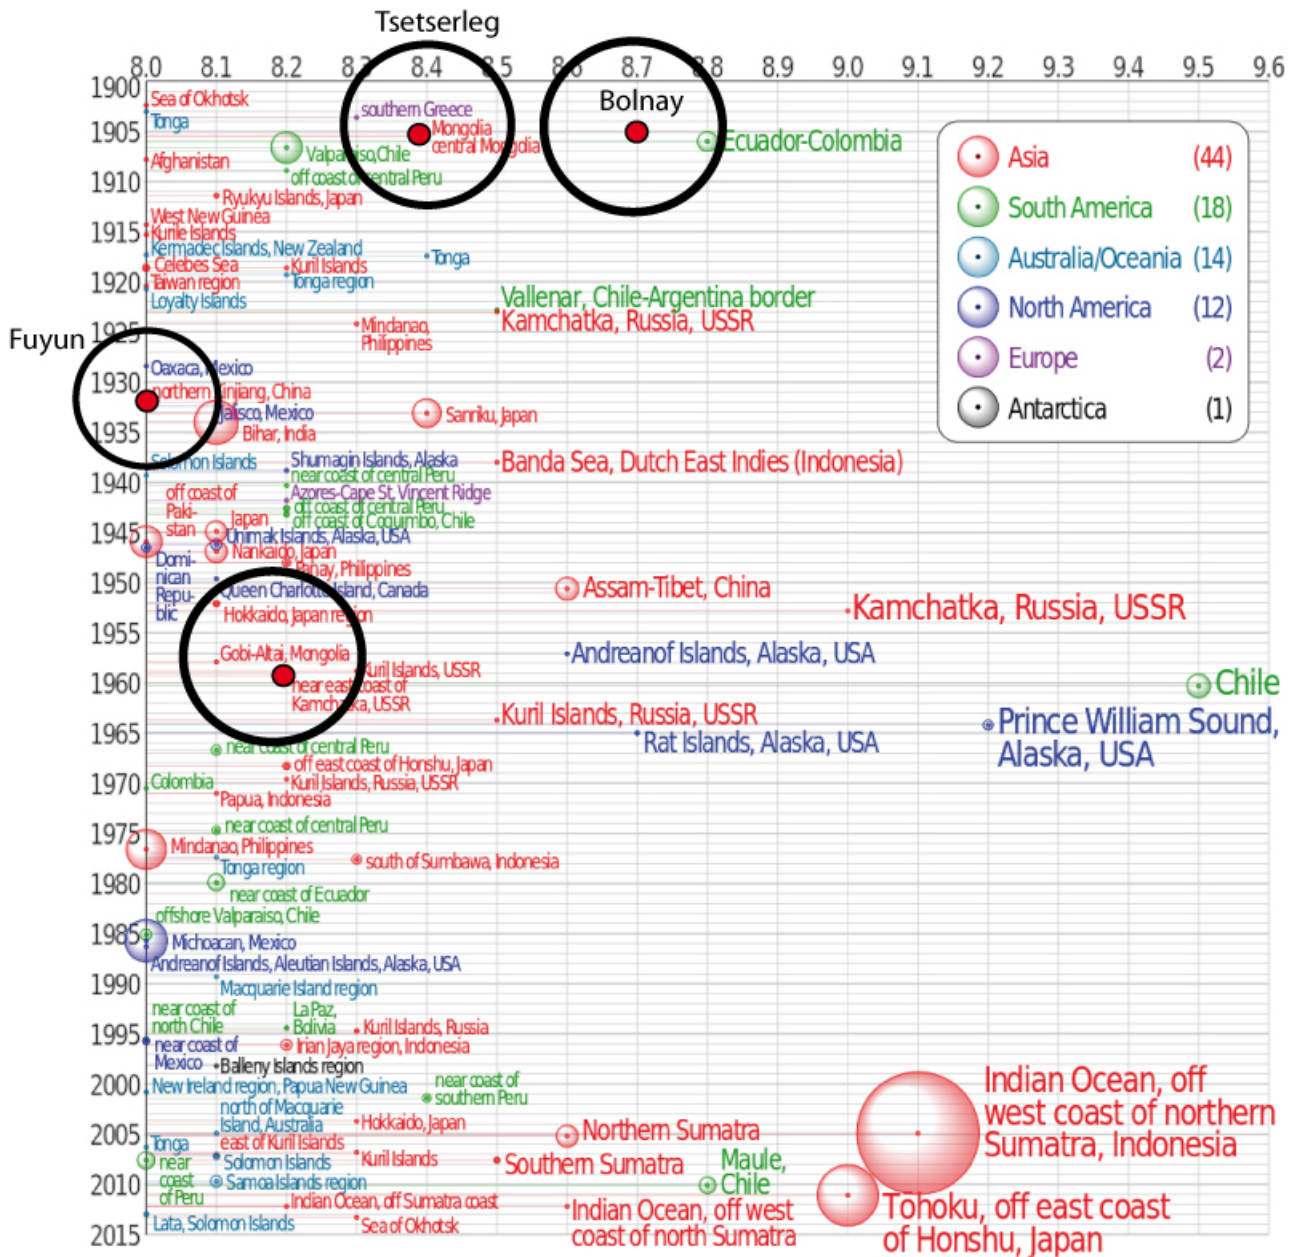 Tsetserleg
8.0 8.1 8.2 8.3 8.4 8.5 8.6 8.7 8.8 8.9 9.0 9.1 9.2 9.3 9.4 9.5 9.6
1900
Sea of Okhotsk
Tonga
southern Greece
Bolnay
1905
Mongolia
central Mongolia
Ecuador-Colombia
Valparaiso,Chile
Afghanistan
off coast of central Peru
1910
Ryukyu Islands, Japan
West New Guinea
1915
Kurile Islands
Kermadec Islands, New Zealand
Tonga
Celebes Sea
Kuril Islands
1920
Taiwan region
Tonga region
Loyalty Islands
Vallenar, Chile-Argentina border
Kamchatka, Russia, USSR
1925
Mindanao,
Philippines
Fuyun
Oaxaca, Mexico
1930
northern Xinjiang, China
Jalisco, Mexico
Sanriku, Japan
1935
Bihar, India
Solomon Islands
Shumagin Islands, Alaska
Banda Sea, Dutch East Indies (Indonesia)
near coast of central Peru
1940
off coast of
Paki-
stan
Azores-Cape St. Vincent Ridge
off coast of central Peru
off coast of Coquimbo, Chile
Japan
1945
Unimak Islands, Alaska, USA
Nankaido, Japan
Domi-
nican
Repu-
blic
Panay, Philippines
1950
Queen Charlotte Island, Canada
Assam-Tibet, China
Hokkaido, Japan region
Kamchatka, Russia, USSR
1955
Gobi-Altai, Mongolia
Andreanof Islands, Alaska, USA
Kuril Islands, USSR
1960
near east coast of
Kamchatka, USSR
Chile
Kuril Islands, Russia, USSR
Prince William Sound,
Alaska, USA
1965
Rat Islands, Alaska, USA
near coast of central Peru
off east coast of Honshu, Japan
1970
Colombia
Kuril Islands, Russia, USSR
Papua, Indonesia
near coast of central Peru
1975
Mindanao, Philippines
Tonga region
south of Sumbawa, Indonesia
1980
near coast of Ecuador
offshore Valparaiso, Chile
1985
Michoacan, Mexico
Andreanof Islands, Aleutian Islands, Alaska, USA
1990
Macquarie Island region
near coast of
north Chile
La Paz,
Bolivia
1995
Kuril Islands, Russia
near coast of
Mexico
Irian Jaya region, Indonesia
Balleny Islands region
2000
New Ireland region, Papua New Guinea
near coast of
southern Peru
north of Macquarie
Island, Australia
Hokkaido, Japan
Indian Ocean, off
west coast of northern
Sumatra, Indonesia
2005
Tonga
east of Kuril Islands
Northern Sumatra
near
coast
of Peru
Solomon Islands
Kuril Islands
Southern Sumatra
Maule,
Chile
2010
Samoa Islands region
Indian Ocean, off Sumatra coast
Indian Ocean, off west
coast of north Sumatra
Tōhoku, off east coast
of Honshu, Japan
Lata, Solomon Islands
Sea of Okhotsk
2015
Asia (44)
South America (18)
Australia/Oceania (14)
North America (12)
Europe (2)
Antarctica (1)